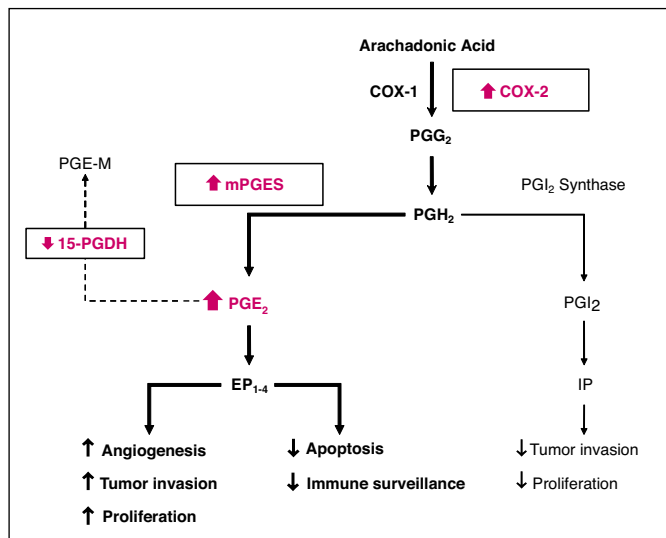 Arachadonic Acid
COX-1
↑ COX-2
PGG₂
PGE-M
↑ mPGES
PGI₂ Synthase
PGH₂
↓ 15-PGDH
↑ PGE₂
PGI2
EP₁₋₄
IP
↑ Angiogenesis
↑ Tumor invasion
↑ Proliferation
↓ Apoptosis
↓ Immune surveillance
↓ Tumor invasion
↓ Proliferation